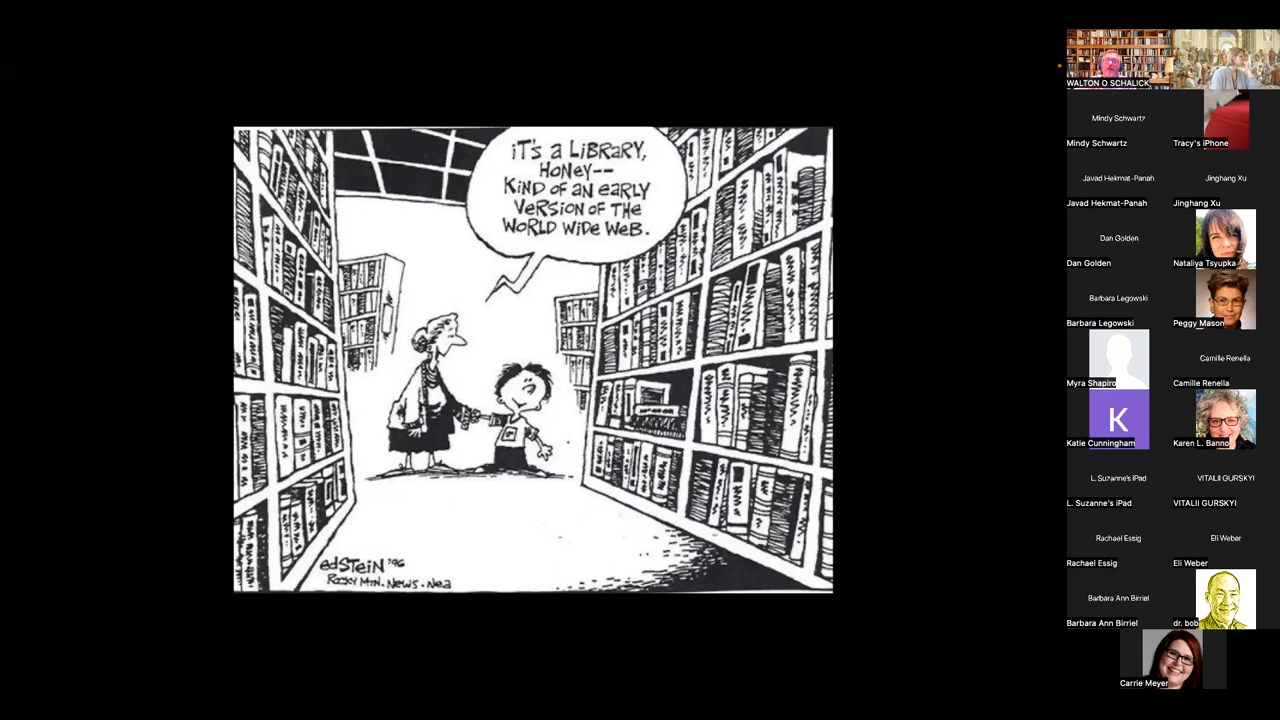 iT'S A LiBRARY,
HONEY--
KIND OF AN EARLY
VERSION OF THE
WORLD WIDE WEB.
edSTEiN '96
ROCKY MTN. NEWS • NEA
WALTON O SCHALICK
Mindy Schwartz
Mindy Schwartz
Tracy's iPhone
Javad Hekmat-Panah
Jinghang Xu
Javad Hekmat-Panah
Jinghang Xu
Dan Golden
Dan Golden
Nataliya Tsyupka
Barbara Legowski
Barbara Legowski
Peggy Mason
Camille Renella
Myra Shapiro
Camille Renella
K
Katie Cunningham
Karen L. Banno
L. Suzanne's iPad
VITALII GURSKYI
L. Suzanne's iPad
VITALII GURSKYI
Rachael Essig
Eli Weber
Rachael Essig
Eli Weber
Barbara Ann Birriel
Barbara Ann Birriel
dr. bob
Carrie Meyer